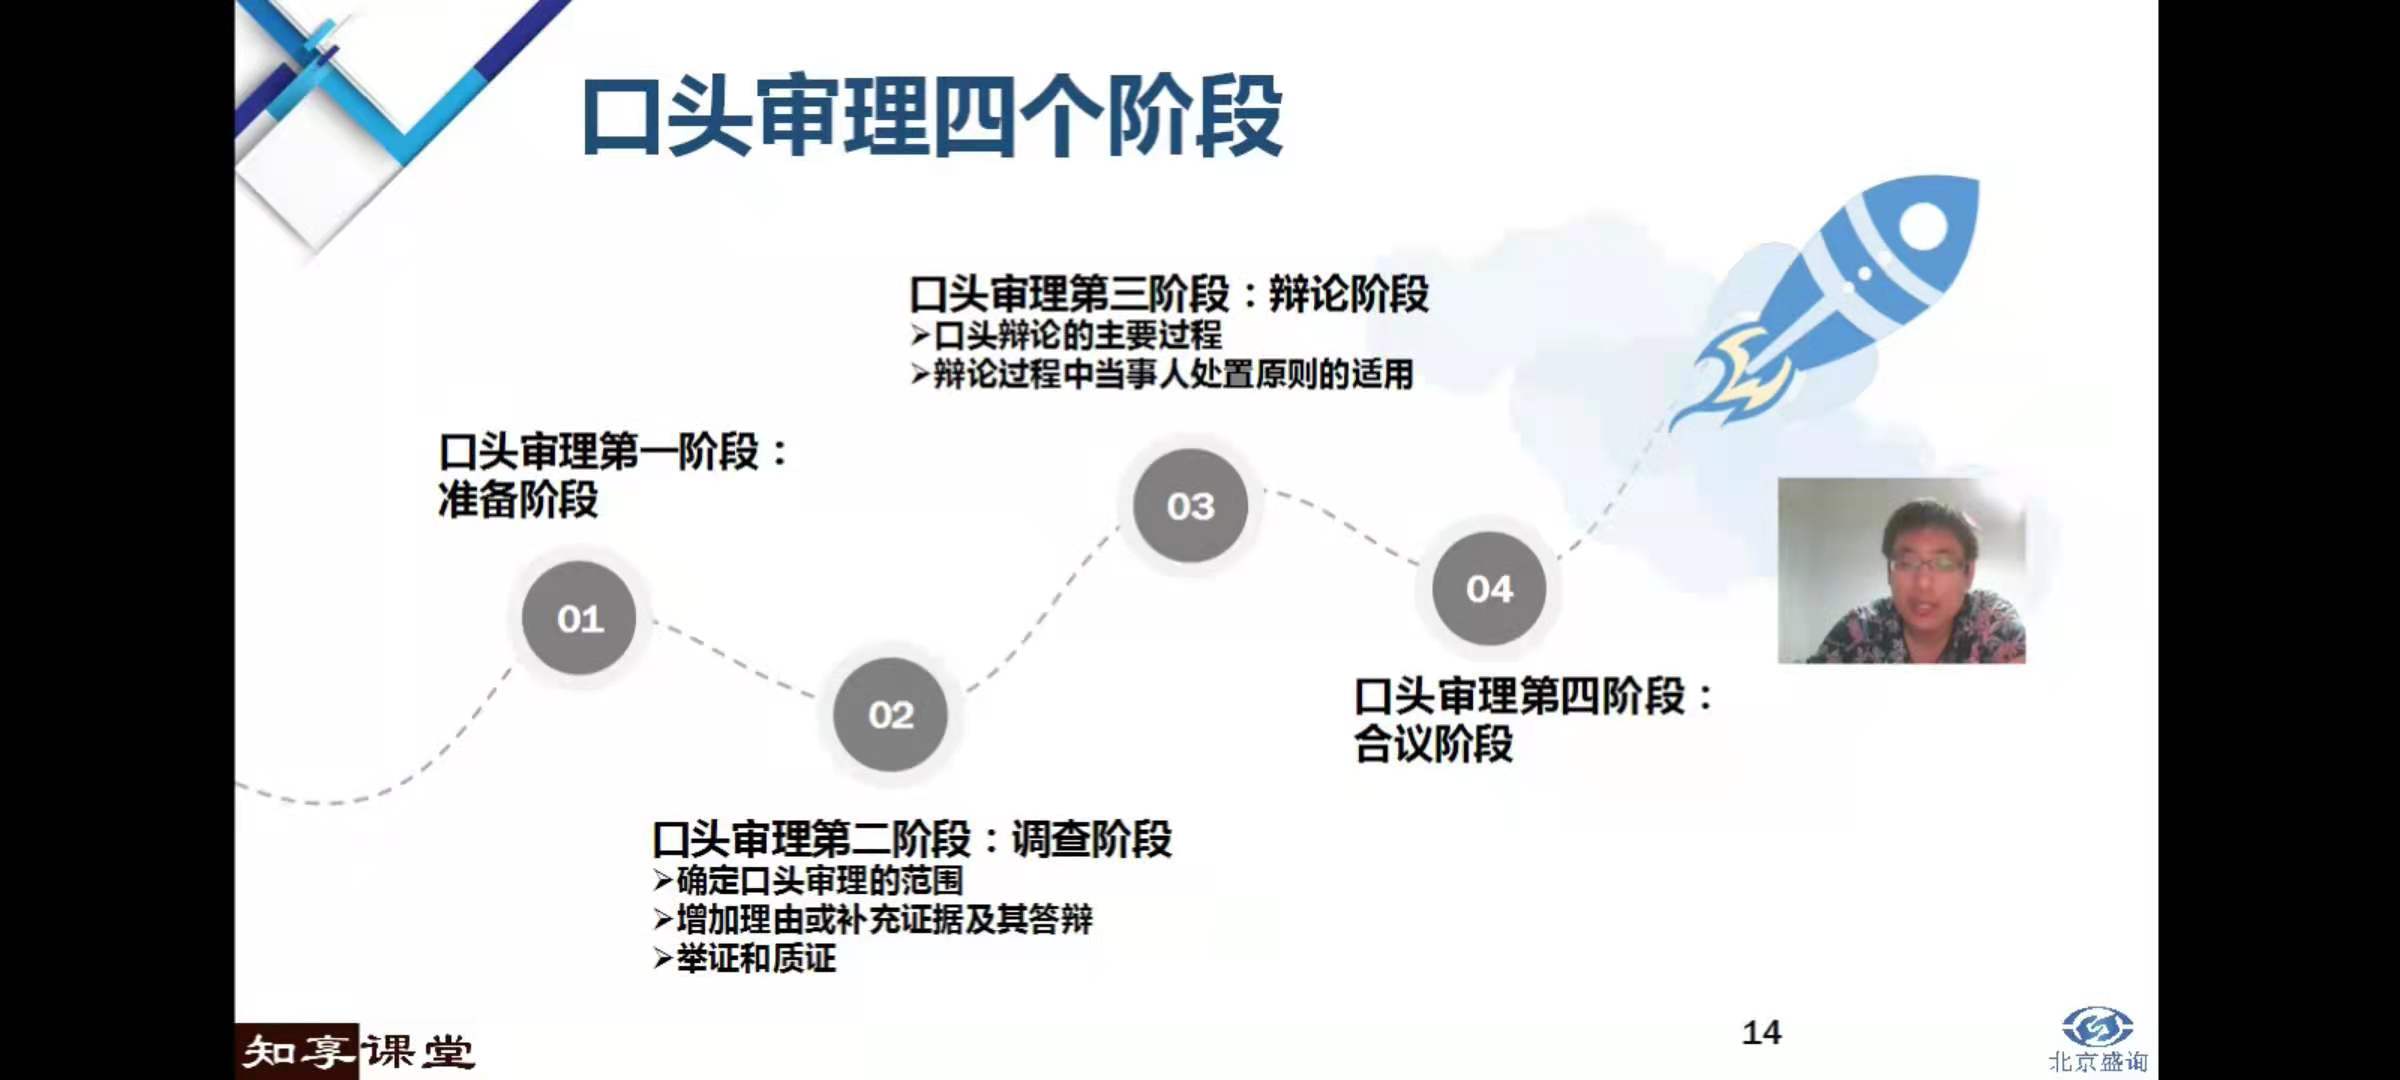 口头审理四个阶段
口头审理第三阶段：辩论阶段
➢口头辩论的主要过程
➢辩论过程中当事人处置原则的适用
口头审理第一阶段：
准备阶段
03
04
01
02
口头审理第四阶段：
合议阶段
口头审理第二阶段：调查阶段
➢确定口头审理的范围
➢增加理由或补充证据及其答辩
➢举证和质证
知享课堂
14
北京盛询